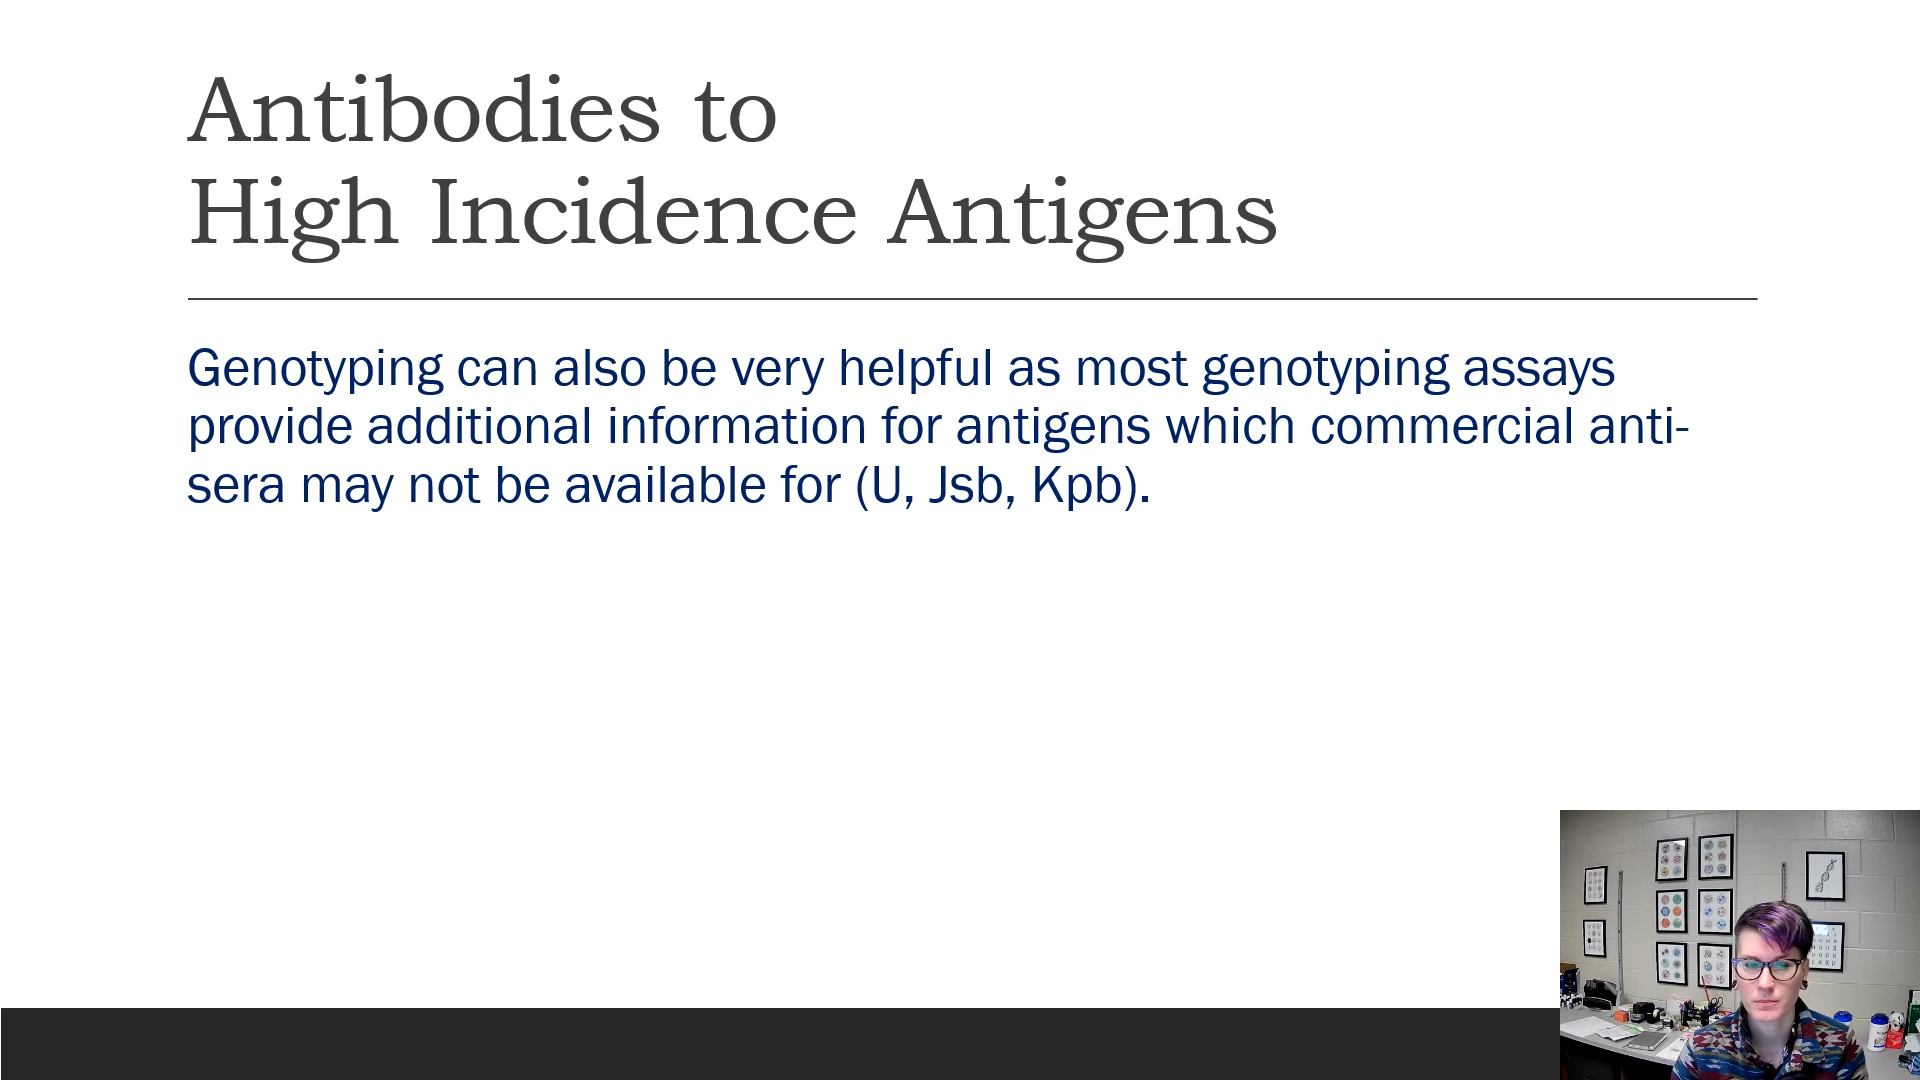 Antibodies to
High Incidence Antigens
Genotyping can also be very helpful as most genotyping assays
provide additional information for antigens which commercial anti-
sera may not be available for (U, Jsb, Kpb).